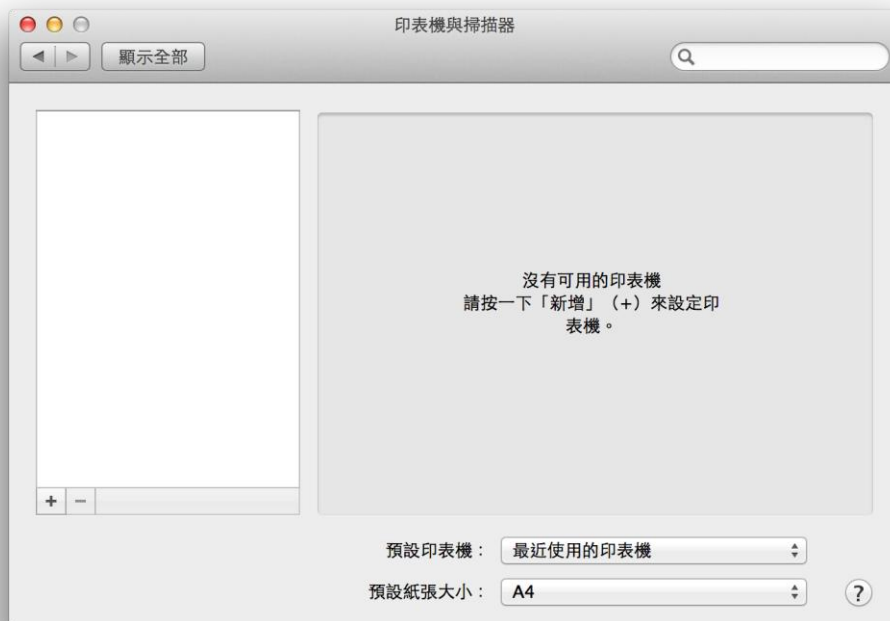 印表機與掃描器
顯示全部
沒有可用的印表機
請按一下「新增」（+）來設定印
表機。
+ −
預設印表機： 最近使用的印表機
預設紙張大小： A4
?